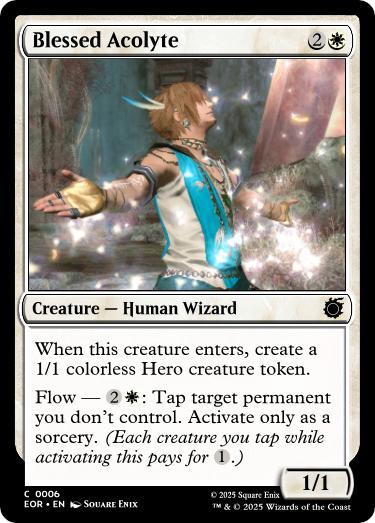 Blessed Acolyte 2
Creature — Human Wizard
When this creature enters, create a
1/1 colorless Hero creature token.
Flow — 2: Tap target permanent
you don't control. Activate only as a
sorcery. (Each creature you tap while
activating this pays for 1.)
1/1
C 0006
EOR • EN SQUARE ENIX
© 2025 Square Enix
™ & © 2025 Wizards of the Coast